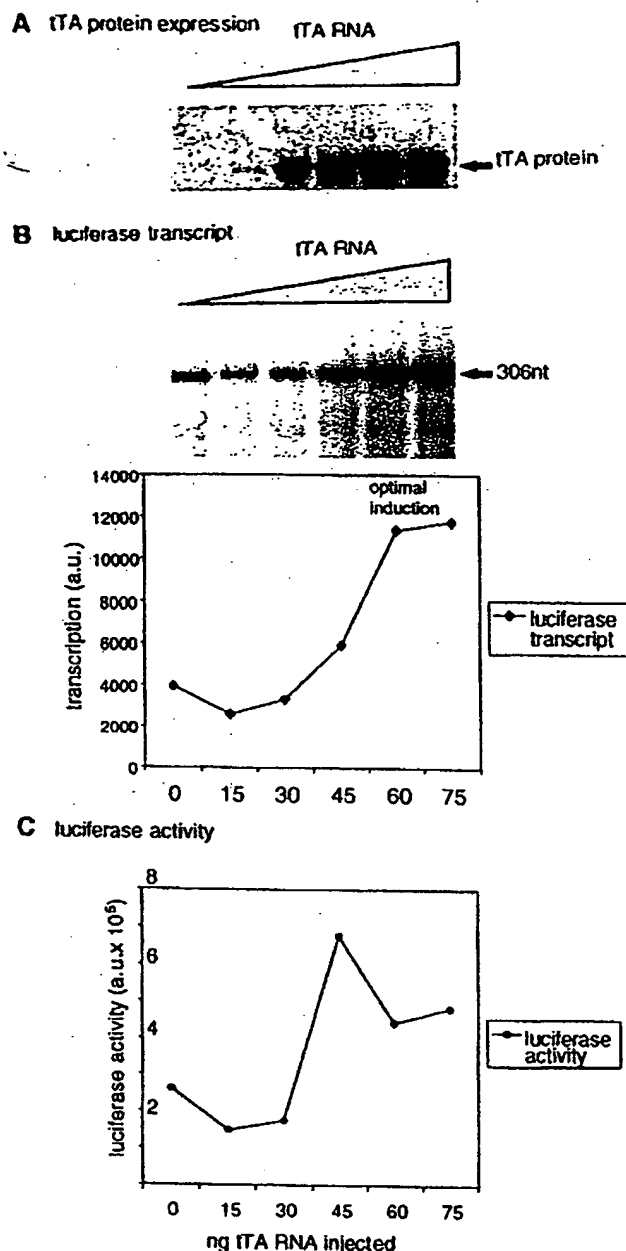 A tTA protein expression
tTA RNA
tTA protein
B luciferase transcript
tTA RNA
306nt
14000
12000
10000
8000
6000
4000
2000
0
transcription (a.u.)
optimal
induction
luciferase
transcript
0 15 30 45 60 75
C luciferase activity
8
6
4
2
luciferase activity (a.u.x 10⁵)
luciferase
activity
0 15 30 45 60 75
ng tTA RNA injected